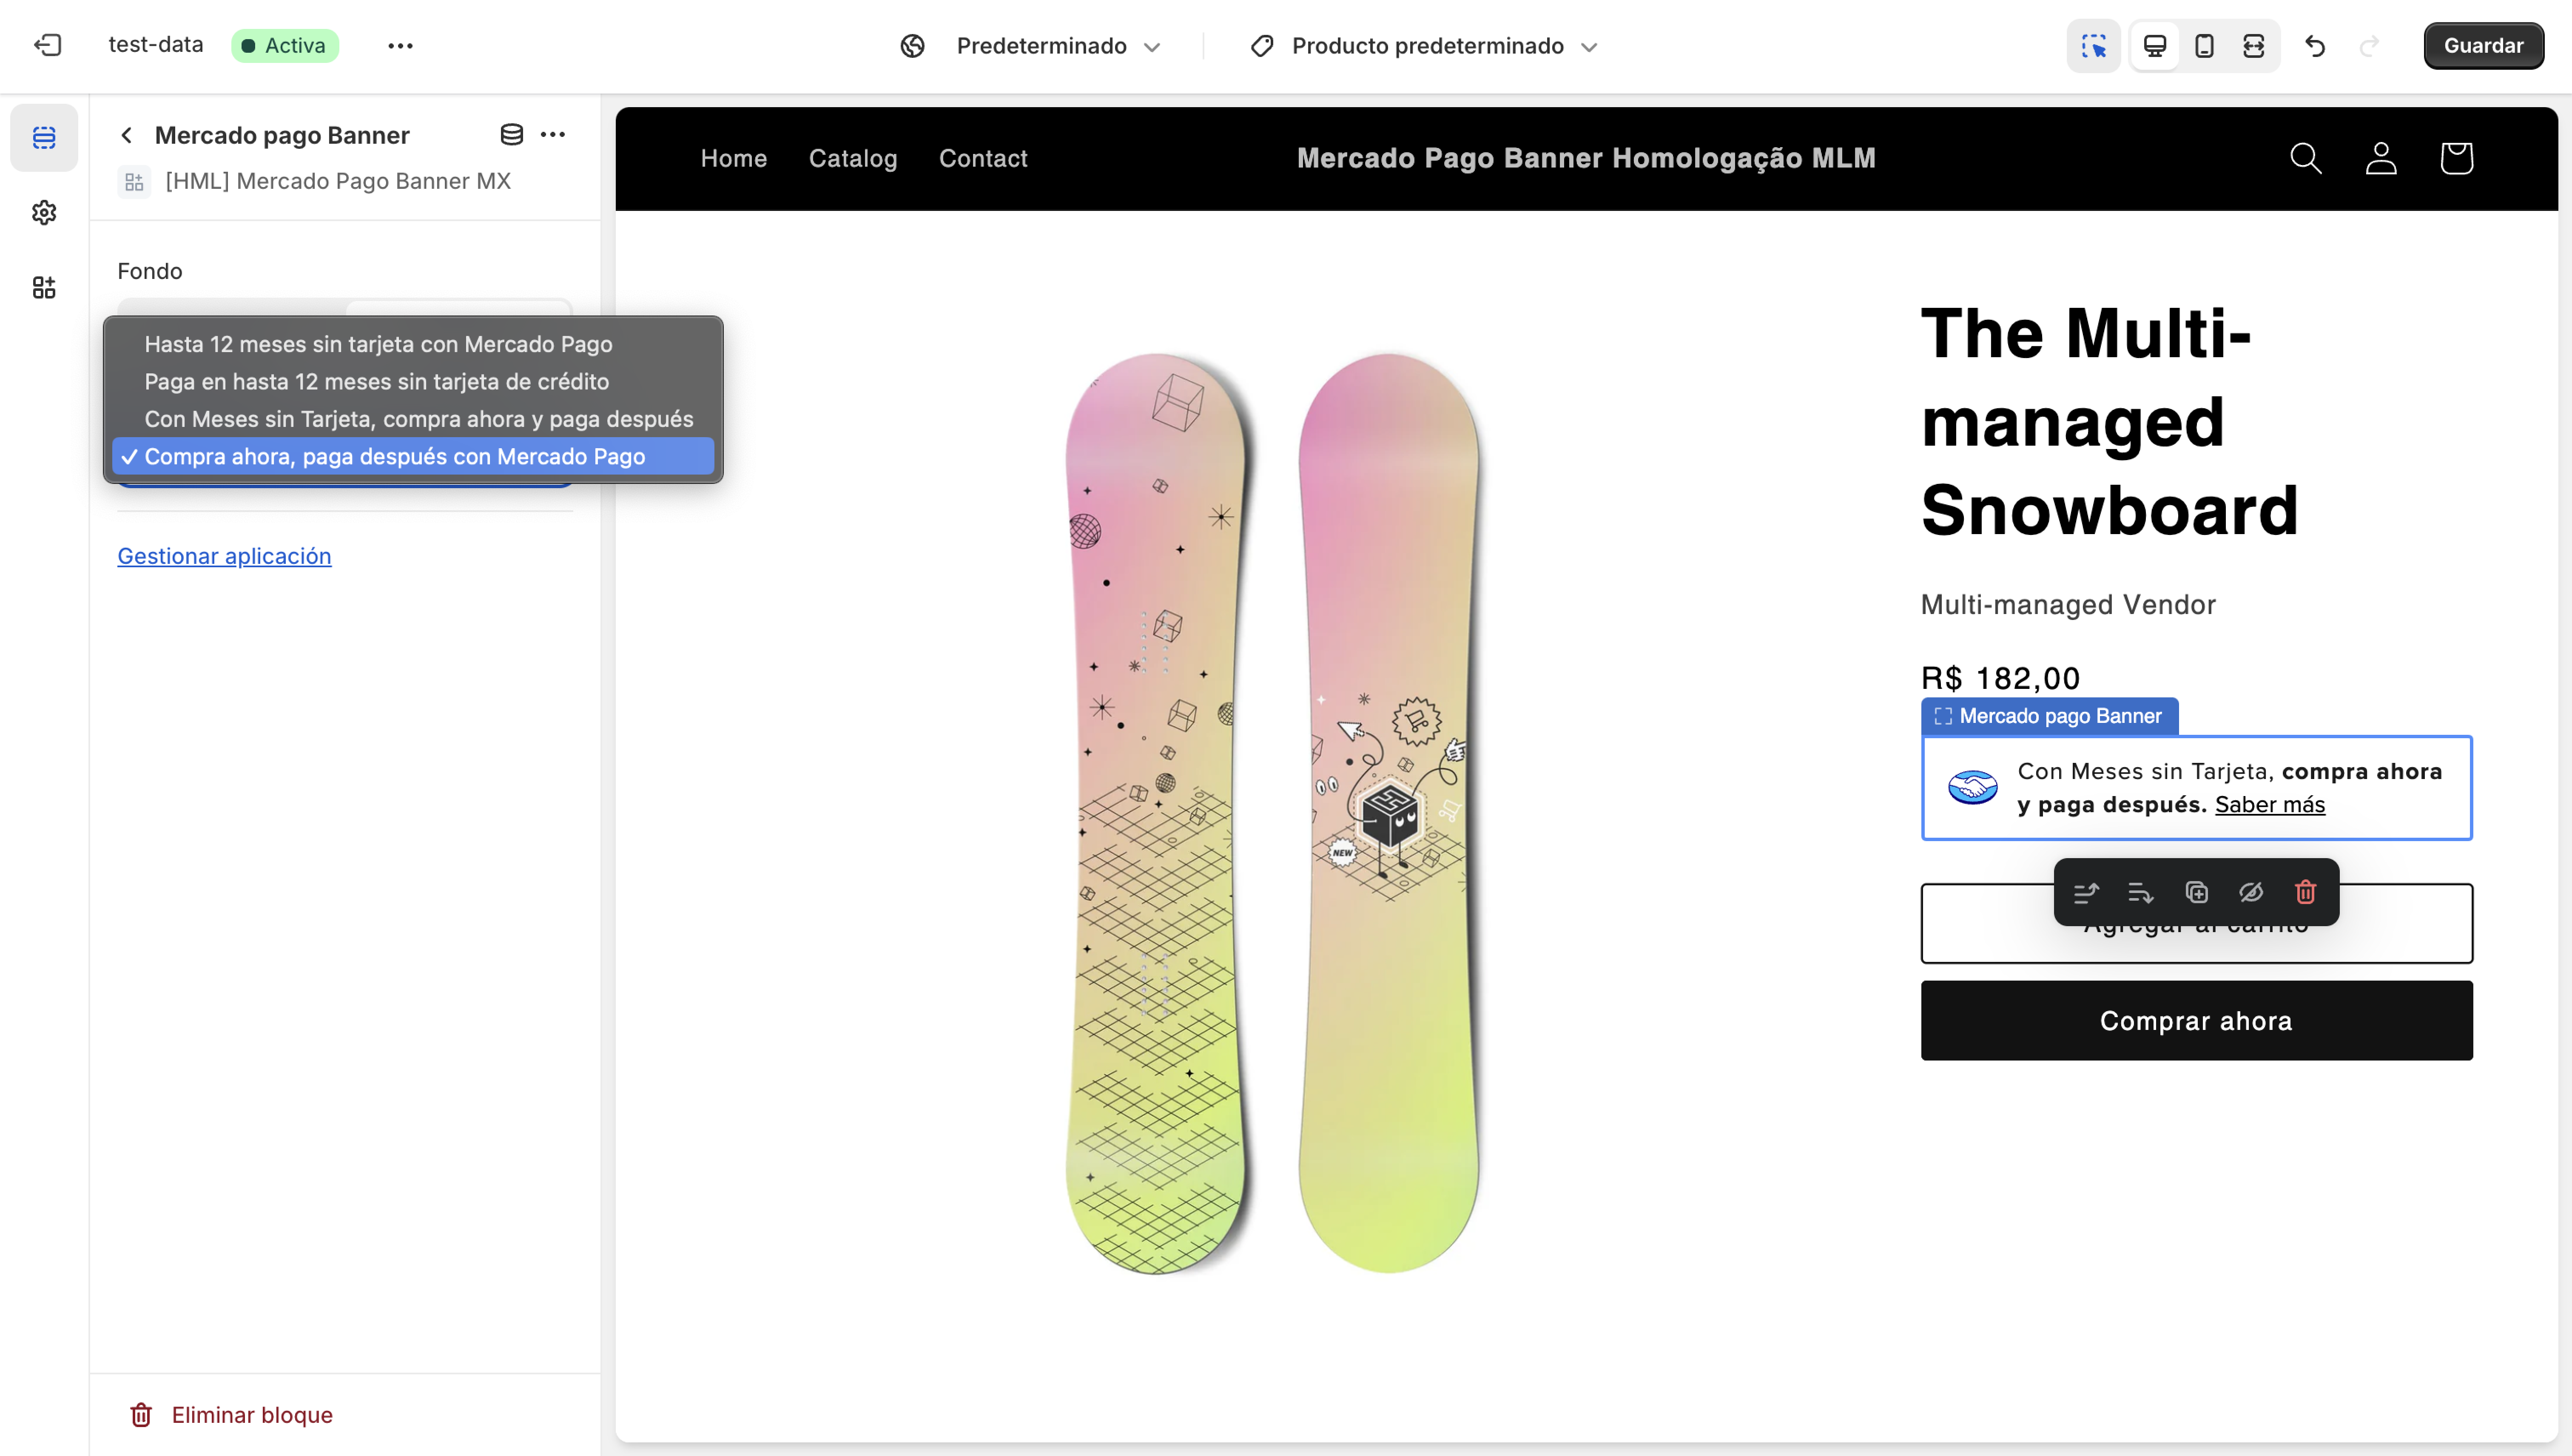 test-data
Activa
Predeterminado
Producto predeterminado
Guardar
Mercado pago Banner
[HML] Mercado Pago Banner MX
Fondo
Hasta 12 meses sin tarjeta con Mercado Pago
Paga en hasta 12 meses sin tarjeta de crédito
Con Meses sin Tarjeta, compra ahora y paga después
Compra ahora, paga después con Mercado Pago
Gestionar aplicación
Eliminar bloque
Home
Catalog
Contact
Mercado Pago Banner Homologação MLM
NEW
The Multi-
managed
Snowboard
Multi-managed Vendor
R$ 182,00
Mercado pago Banner
Con Meses sin Tarjeta, compra ahora
y paga después. Saber más
Agregar al carrito
Comprar ahora